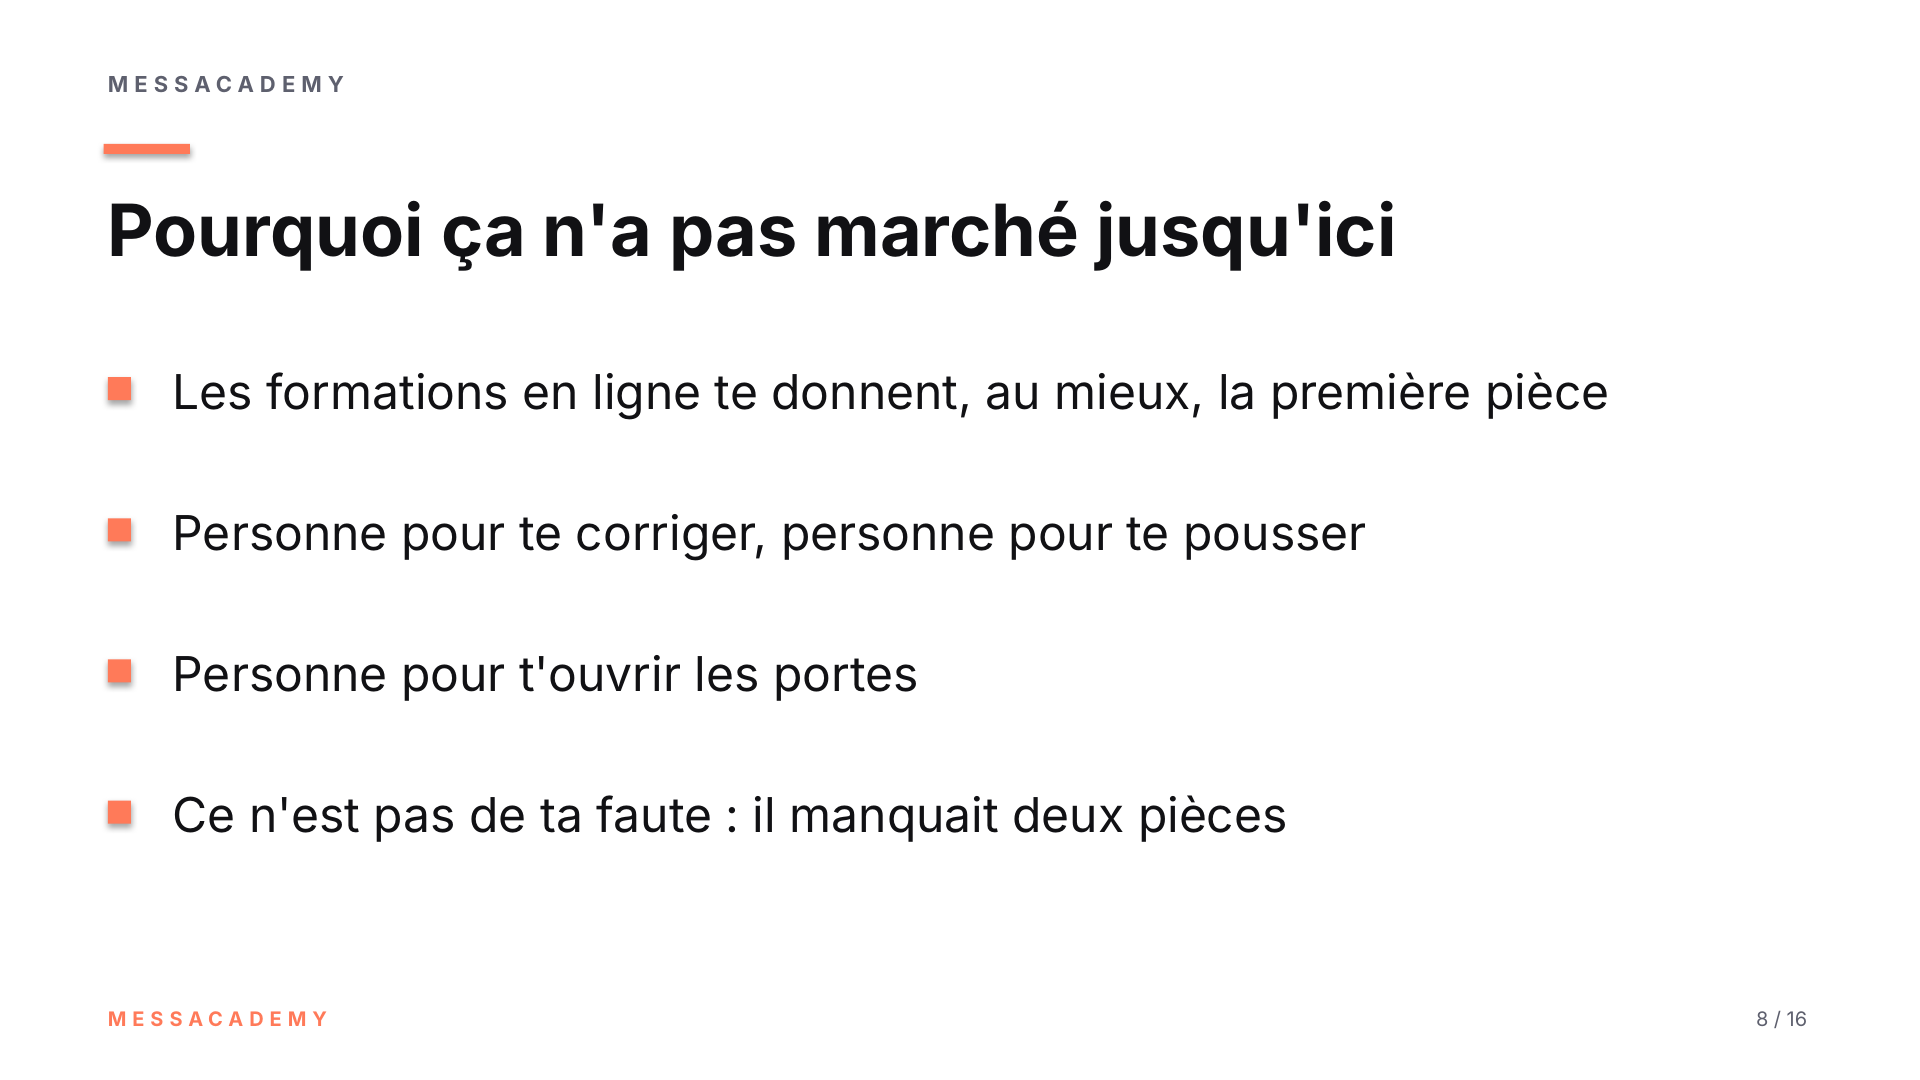 MESSACADEMY
Pourquoi ça n'a pas marché jusqu'ici
Les formations en ligne te donnent, au mieux, la première pièce
Personne pour te corriger, personne pour te pousser
Personne pour t'ouvrir les portes
Ce n'est pas de ta faute : il manquait deux pièces
MESSACADEMY
8 / 16